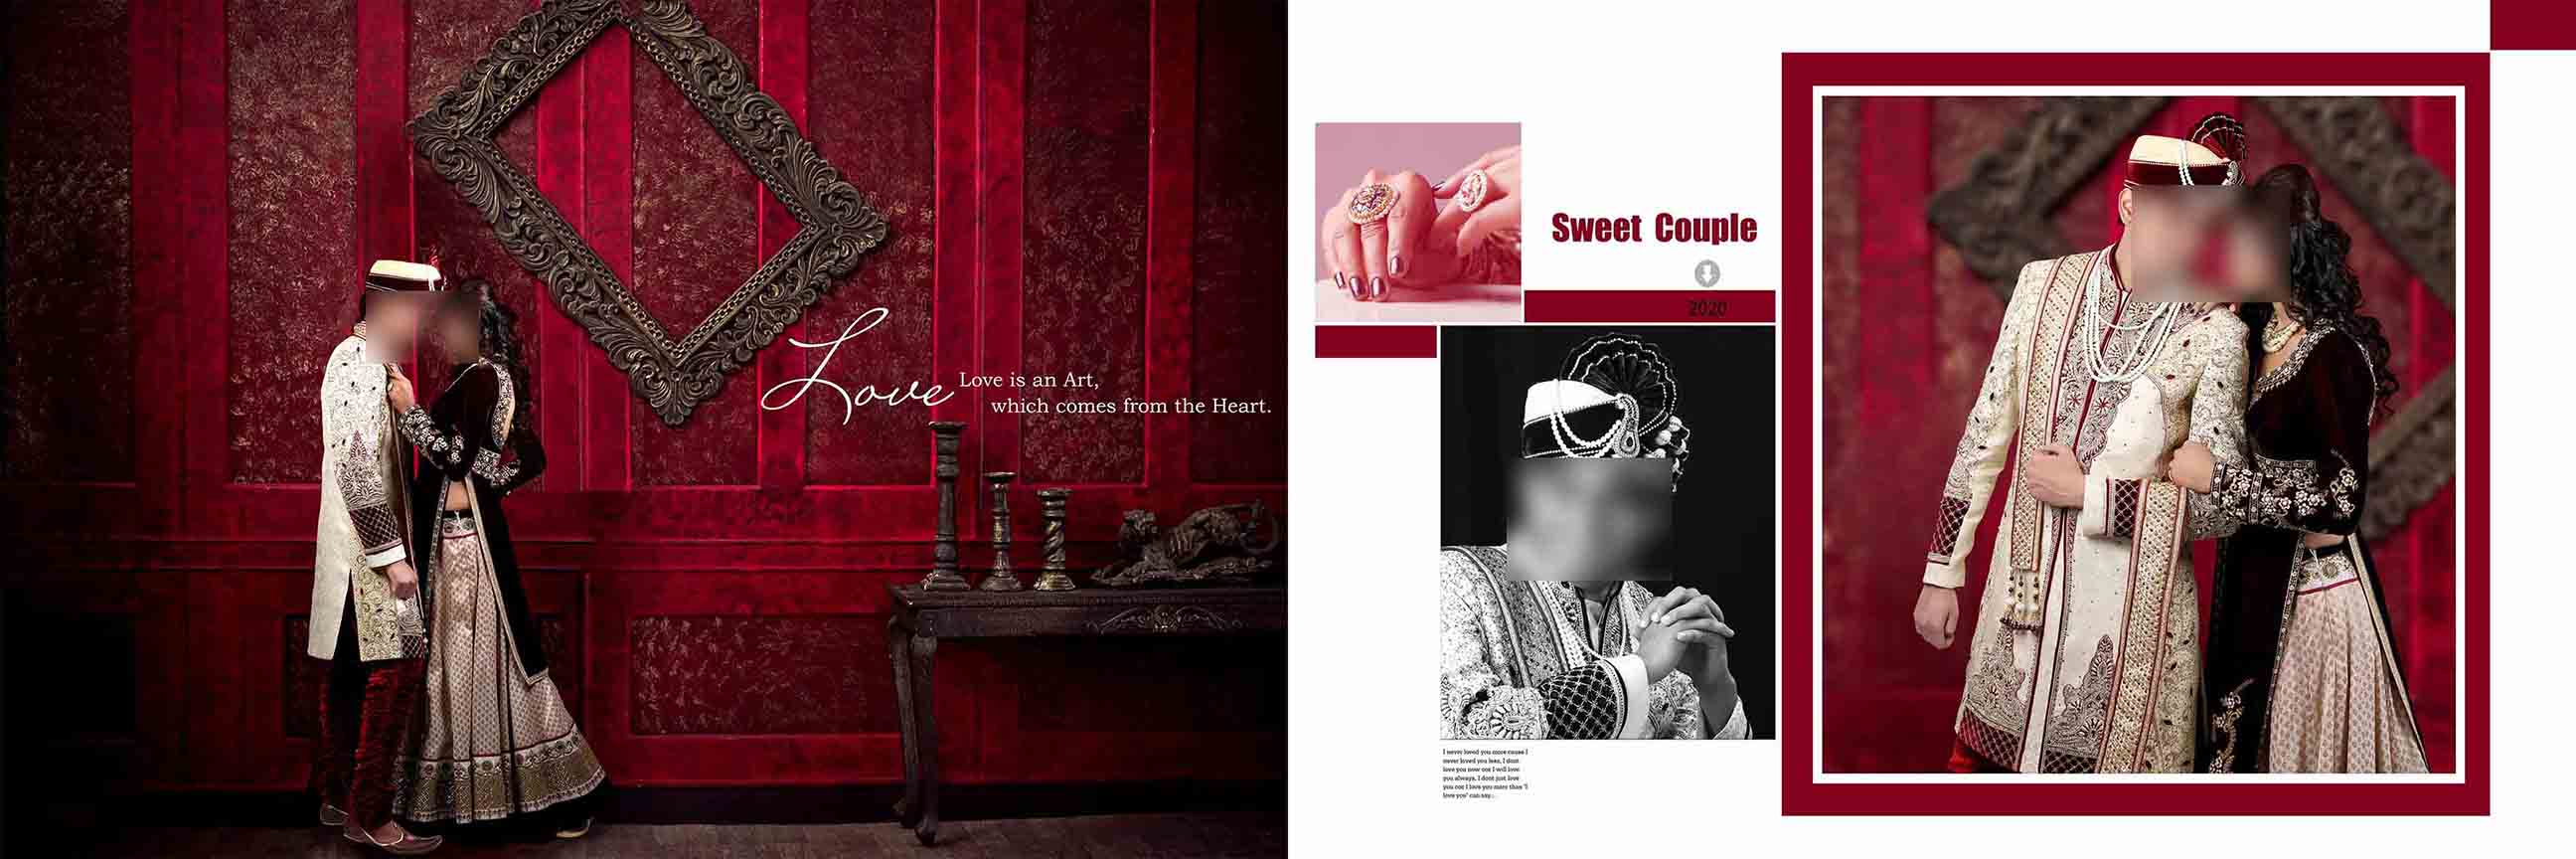 Love
Love is an Art,
which comes from the Heart.
Sweet Couple
2020
I never loved you more cause I
never loved you less, I dont
love you now cos I will love
you always, I dont just love
you cos I love you more than "I
love you" can say...